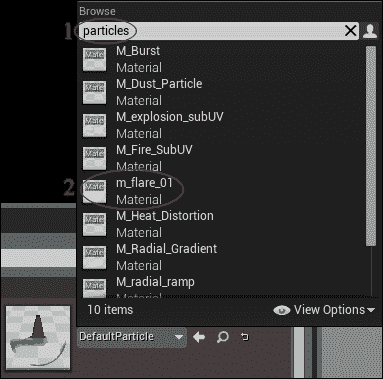 Browse
1 particles
M_Burst
Material
M_Dust_Particle
Material
M_explosion_subUV
Material
M_Fire_SubUV
Material
2 m_flare_01
Material
M_Heat_Distortion
Material
M_Radial_Gradient
Material
M_radial_ramp
Material
10 items View Options
DefaultParticle